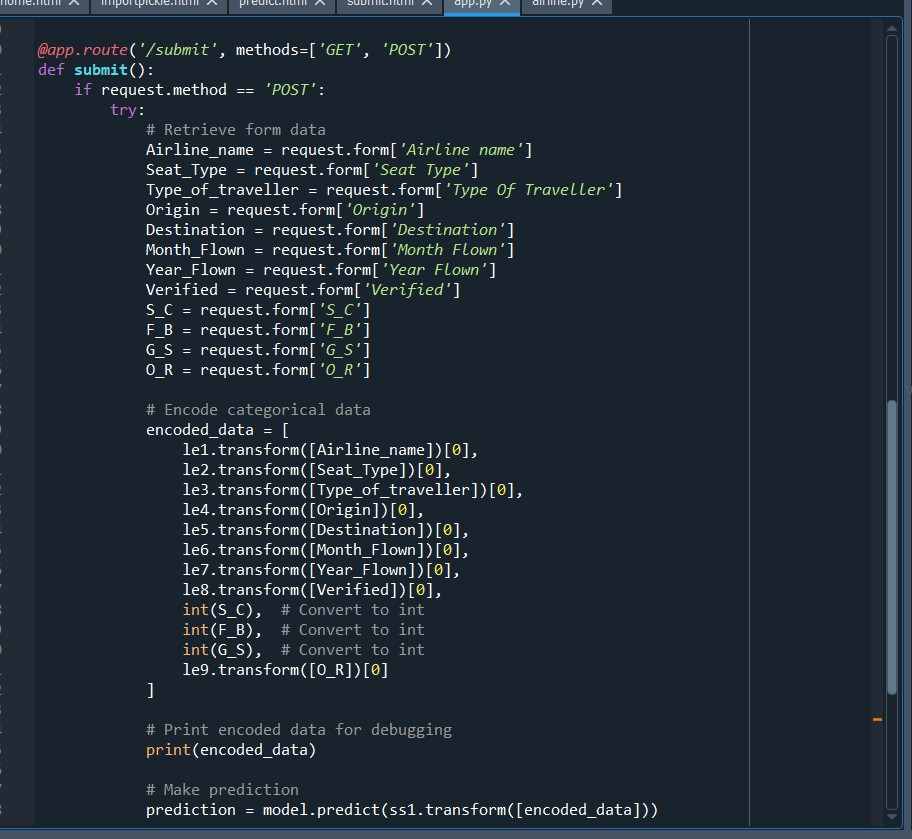 home.html X importpickle.html X predict.html X submit.html X app.py X airline.py X
@app.route('/submit', methods=['GET', 'POST'])
def submit():
    if request.method == 'POST':
        try:
            # Retrieve form data
            Airline_name = request.form['Airline name']
            Seat_Type = request.form['Seat Type']
            Type_of_traveller = request.form['Type Of Traveller']
            Origin = request.form['Origin']
            Destination = request.form['Destination']
            Month_Flown = request.form['Month Flown']
            Year_Flown = request.form['Year Flown']
            Verified = request.form['Verified']
            S_C = request.form['S_C']
            F_B = request.form['F_B']
            G_S = request.form['G_S']
            O_R = request.form['O_R']
            # Encode categorical data
            encoded_data = [
                le1.transform([Airline_name])[0],
                le2.transform([Seat_Type])[0],
                le3.transform([Type_of_traveller])[0],
                le4.transform([Origin])[0],
                le5.transform([Destination])[0],
                le6.transform([Month_Flown])[0],
                le7.transform([Year_Flown])[0],
                le8.transform([Verified])[0],
                int(S_C),  # Convert to int
                int(F_B),  # Convert to int
                int(G_S),  # Convert to int
                le9.transform([O_R])[0]
            ]
            # Print encoded data for debugging
            print(encoded_data)
            # Make prediction
            prediction = model.predict(ss1.transform([encoded_data]))